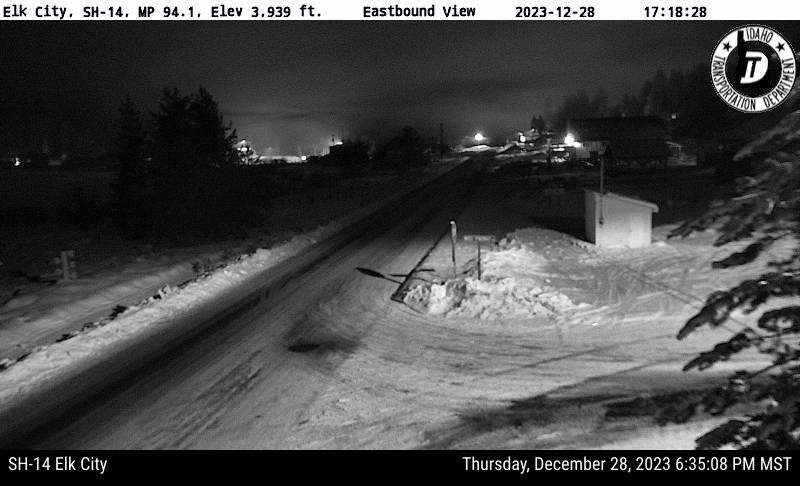 Elk City, SH-14, MP 94.1, Elev 3,939 ft. Eastbound View 2023-12-28 17:18:28
IDAHO
TRANSPORTATION DEPARTMENT
SH-14 Elk City Thursday, December 28, 2023 6:35:08 PM MST